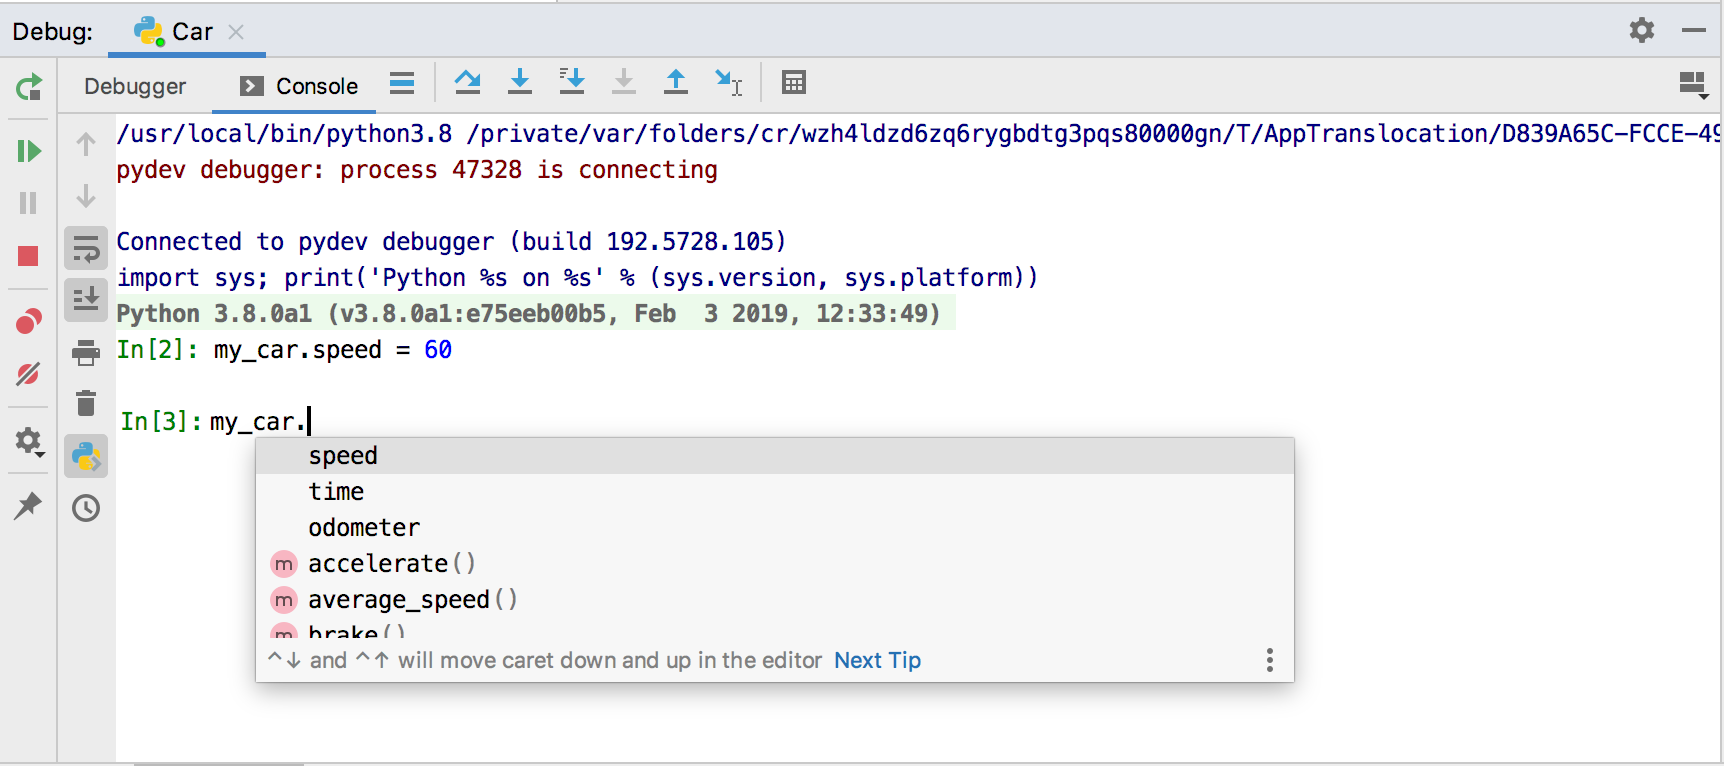 Debug: Car
Debugger Console
/usr/local/bin/python3.8 /private/var/folders/cr/wzh4ldzd6zq6rygbdtg3pqs80000gn/T/AppTranslocation/D839A65C-FCCE-49
pydev debugger: process 47328 is connecting
Connected to pydev debugger (build 192.5728.105)
import sys; print('Python %s on %s' % (sys.version, sys.platform))
Python 3.8.0a1 (v3.8.0a1:e75eeb00b5, Feb  3 2019, 12:33:49)
In[2]: my_car.speed = 60
In[3]: my_car.
speed
time
odometer
m accelerate()
m average_speed()
m brake()
^↓ and ^↑ will move caret down and up in the editor Next Tip